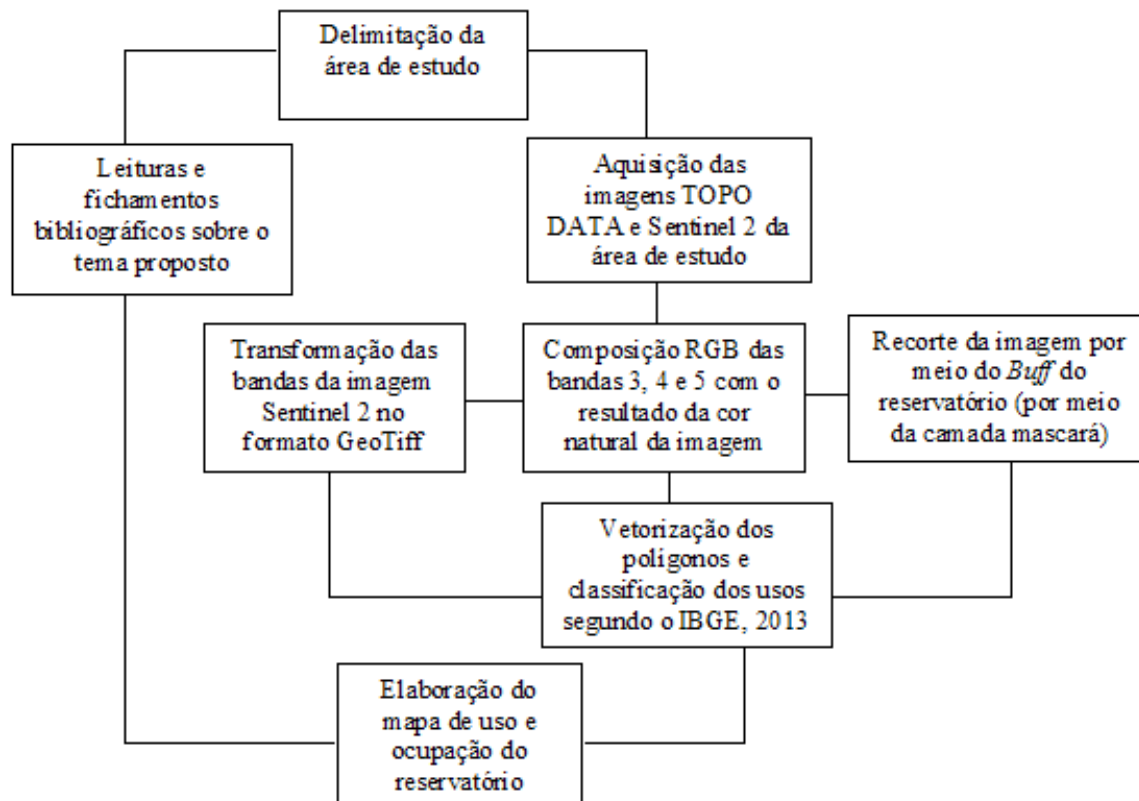 Delimitação da
área de estudo
Leituras e
fichamentos
bibliográficos sobre o
tema proposto
Aquisição das
imagens TOPO
DATA e Sentinel 2 da
área de estudo
Transformação das
bandas da imagem
Sentinel 2 no
formato GeoTiff
Composição RGB das
bandas 3, 4 e 5 com o
resultado da cor
natural da imagem
Recorte da imagem por
meio do Buff do
reservatório (por meio
da camada mascará)
Vetorização dos
polígonos e
classificação dos usos
segundo o IBGE, 2013
Elaboração do
mapa de uso e
ocupação do
reservatório